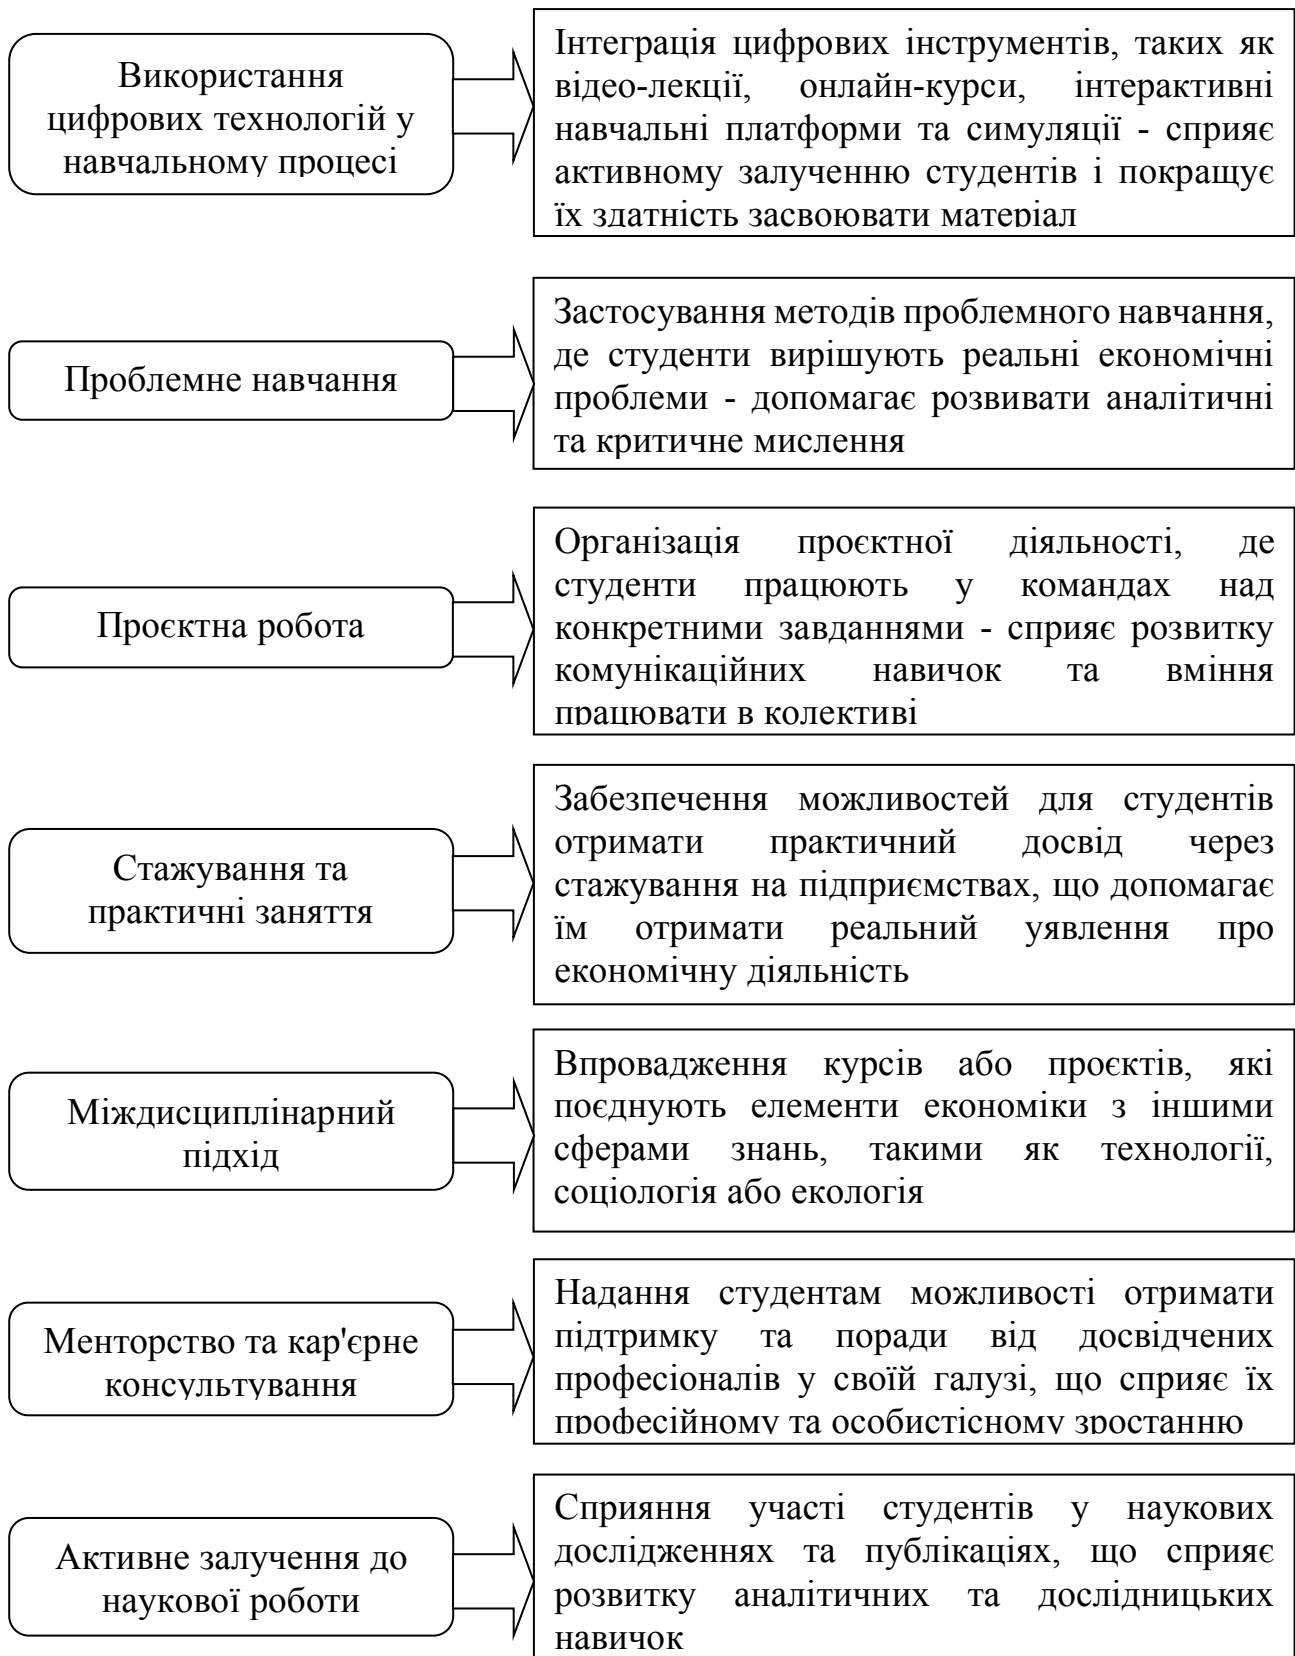 Використання
цифрових технологій у
навчальному процесі
Інтеграція цифрових інструментів, таких як
відео-лекції, онлайн-курси, інтерактивні
навчальні платформи та симуляції - сприяє
активному залученню студентів і покращує
їх здатність засвоювати матеріал
Проблемне навчання
Застосування методів проблемного навчання,
де студенти вирішують реальні економічні
проблеми - допомагає розвивати аналітичні
та критичне мислення
Проєктна робота
Організація проєктної діяльності, де
студенти працюють у командах над
конкретними завданнями - сприяє розвитку
комунікаційних навичок та вміння
працювати в колективі
Стажування та
практичні заняття
Забезпечення можливостей для студентів
отримати практичний досвід через
стажування на підприємствах, що допомагає
їм отримати реальний уявлення про
економічну діяльність
Міждисциплінарний
підхід
Впровадження курсів або проєктів, які
поєднують елементи економіки з іншими
сферами знань, такими як технології,
соціологія або екологія
Менторство та кар'єрне
консультування
Надання студентам можливості отримати
підтримку та поради від досвідчених
професіоналів у своїй галузі, що сприяє їх
професійному та особистісному зростанню
Активне залучення до
наукової роботи
Сприяння участі студентів у наукових
дослідженнях та публікаціях, що сприяє
розвитку аналітичних та дослідницьких
навичок